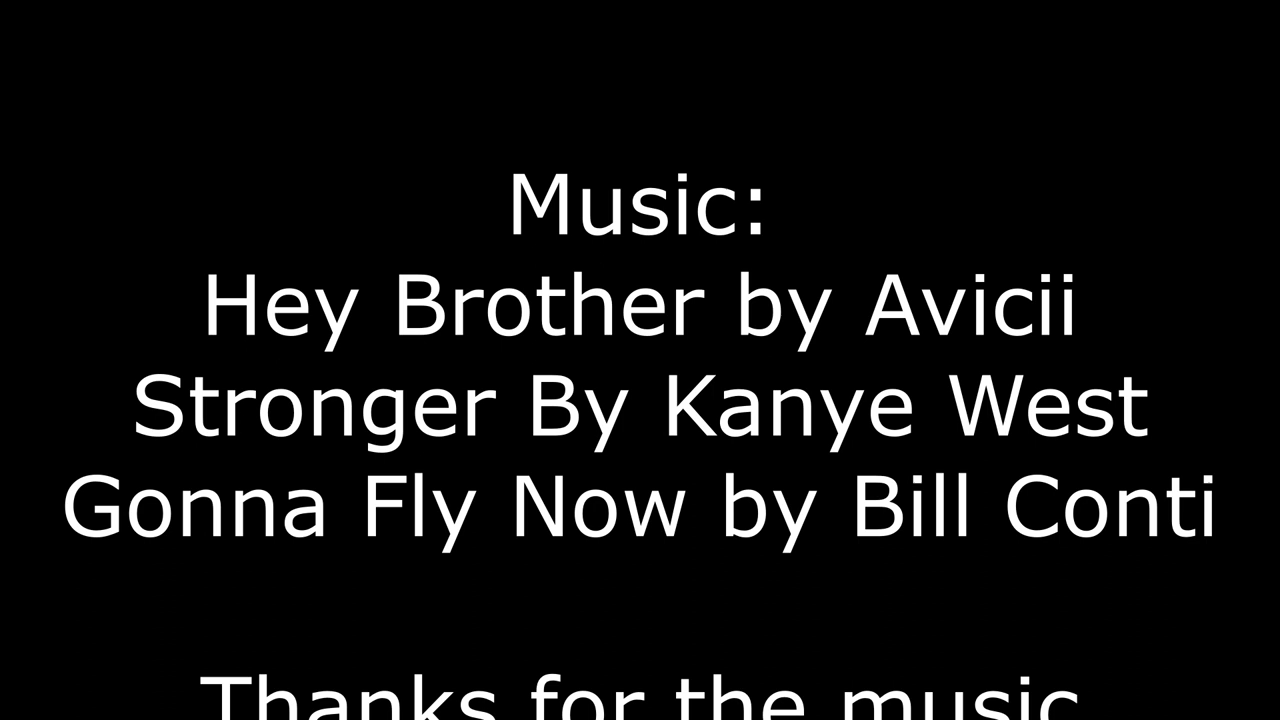 Music:
Hey Brother by Avicii
Stronger By Kanye West
Gonna Fly Now by Bill Conti
Thanks for the music